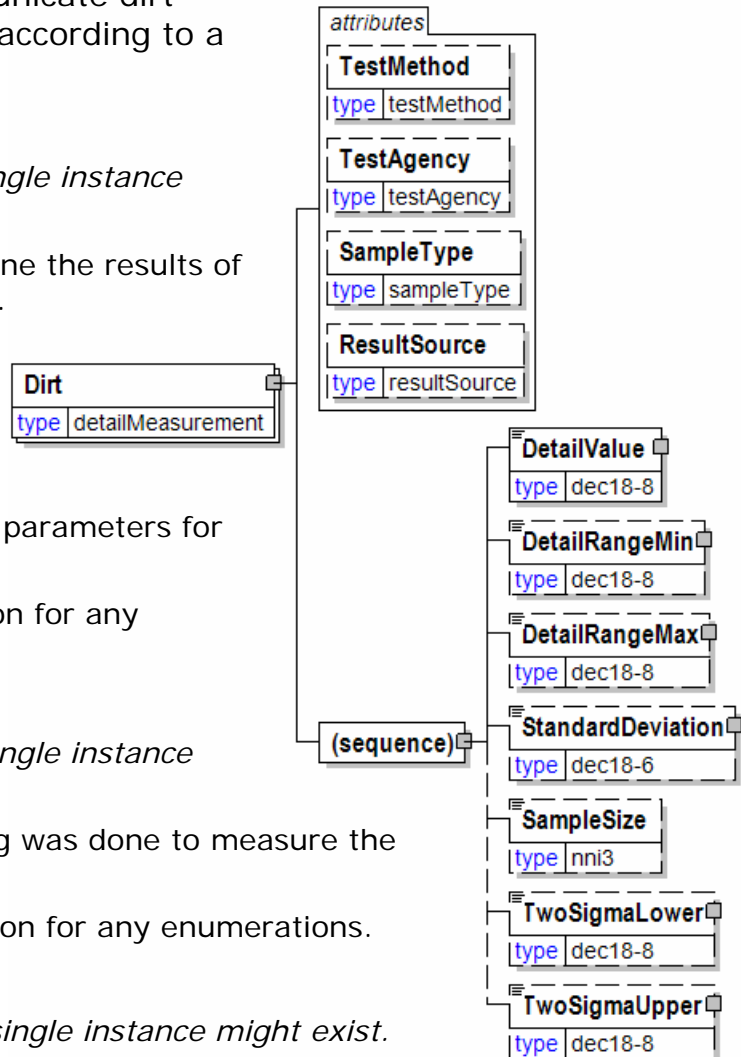 unicate dirt
according to a
ngle instance
ne the results of
.
parameters for
on for any
ngle instance
g was done to measure the
on for any enumerations.
single instance might exist.
attributes
TestMethod
type testMethod
TestAgency
type testAgency
SampleType
type sampleType
ResultSource
type resultSource
Dirt
type detailMeasurement
(sequence)
DetailValue
type dec18-8
DetailRangeMin
type dec18-8
DetailRangeMax
type dec18-8
StandardDeviation
type dec18-6
SampleSize
type nni3
TwoSigmaLower
type dec18-8
TwoSigmaUpper
type dec18-8